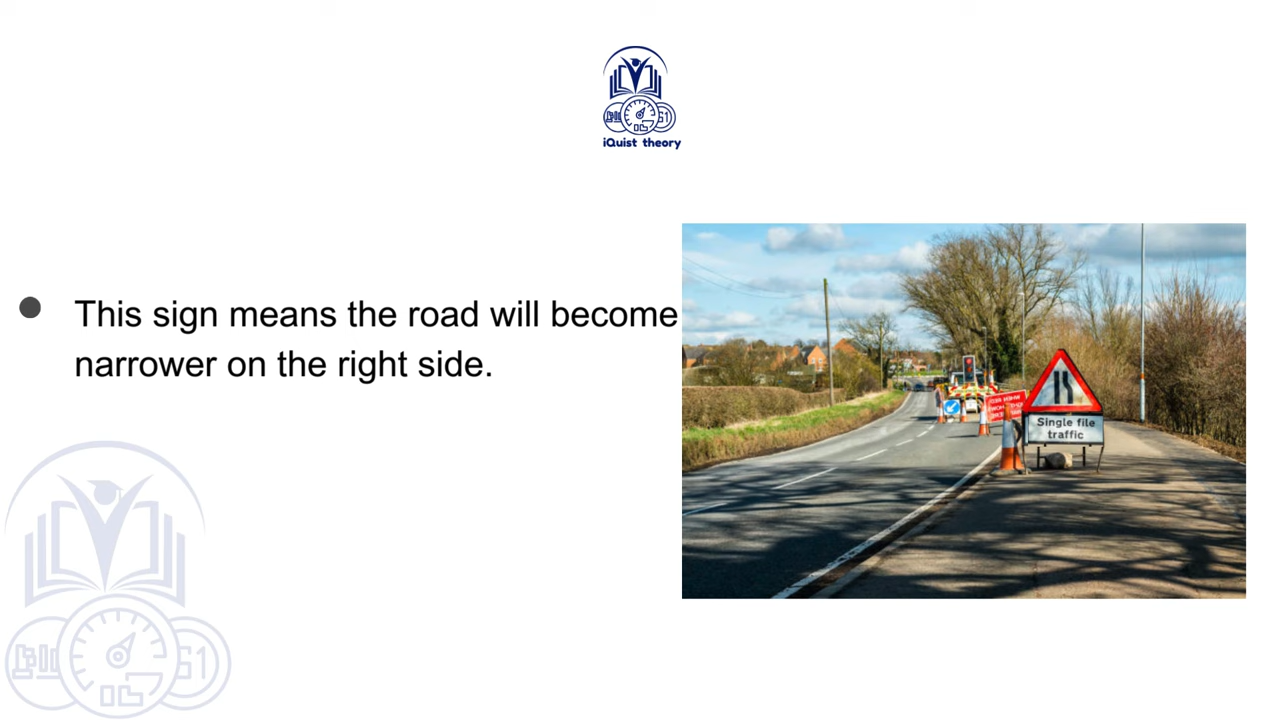 iQuist theory
This sign means the road will become
narrower on the right side.
Single file
traffic